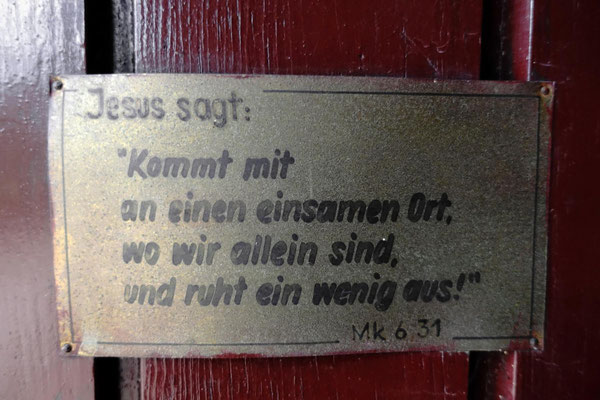 Jesus sagt:
"Kommt mit
an einen einsamen Ort,
wo wir allein sind,
und ruht ein wenig aus!"
Mk 6 31